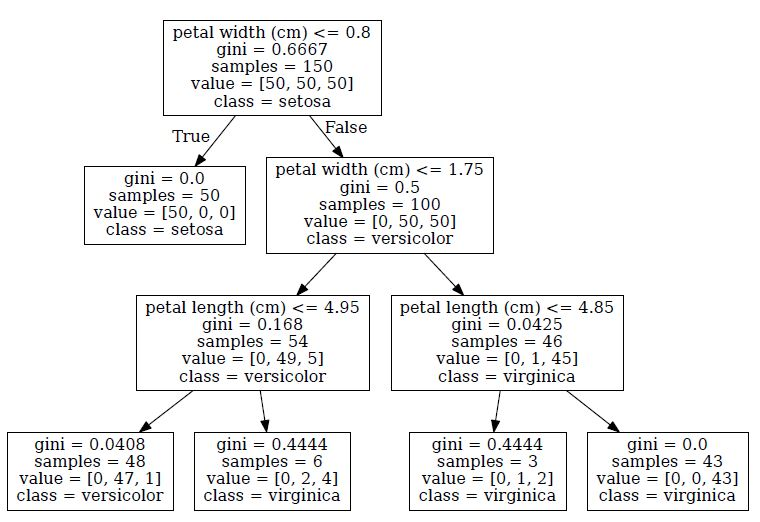 petal width (cm) <= 0.8
gini = 0.6667
samples = 150
value = [50, 50, 50]
class = setosa
True
False
gini = 0.0
samples = 50
value = [50, 0, 0]
class = setosa
petal width (cm) <= 1.75
gini = 0.5
samples = 100
value = [0, 50, 50]
class = versicolor
petal length (cm) <= 4.95
gini = 0.168
samples = 54
value = [0, 49, 5]
class = versicolor
petal length (cm) <= 4.85
gini = 0.0425
samples = 46
value = [0, 1, 45]
class = virginica
gini = 0.0408
samples = 48
value = [0, 47, 1]
class = versicolor
gini = 0.4444
samples = 6
value = [0, 2, 4]
class = virginica
gini = 0.4444
samples = 3
value = [0, 1, 2]
class = virginica
gini = 0.0
samples = 43
value = [0, 0, 43]
class = virginica